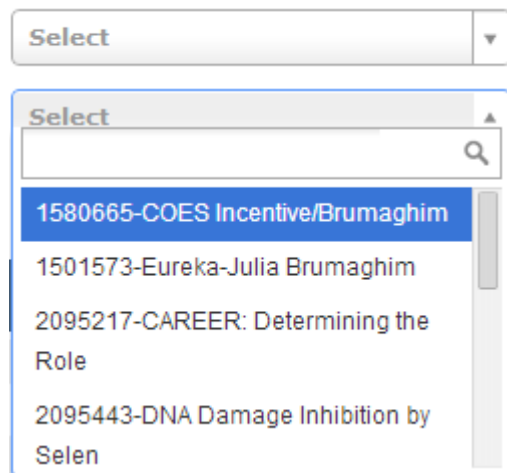 Select
Select
1580665-COES Incentive/Brumaghim
1501573-Eureka-Julia Brumaghim
2095217-CAREER: Determining the
Role
2095443-DNA Damage Inhibition by
Selen